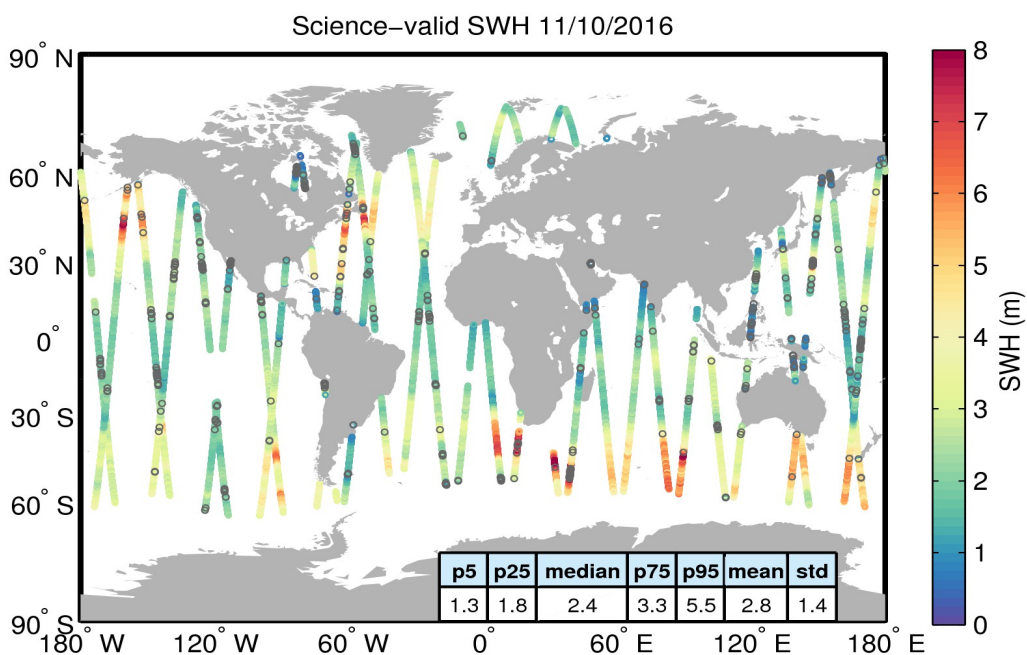 Science−valid SWH 11/10/2016
90° N
60° N
30° N
0°
30° S
60° S
90° S
180° W
120° W
60° W
0°
60° E
120° E
180° E
p5 p25 median p75 p95 mean std
1.3 1.8 2.4 3.3 5.5 2.8 1.4
8
7
6
5
4
3
2
1
0
SWH (m)